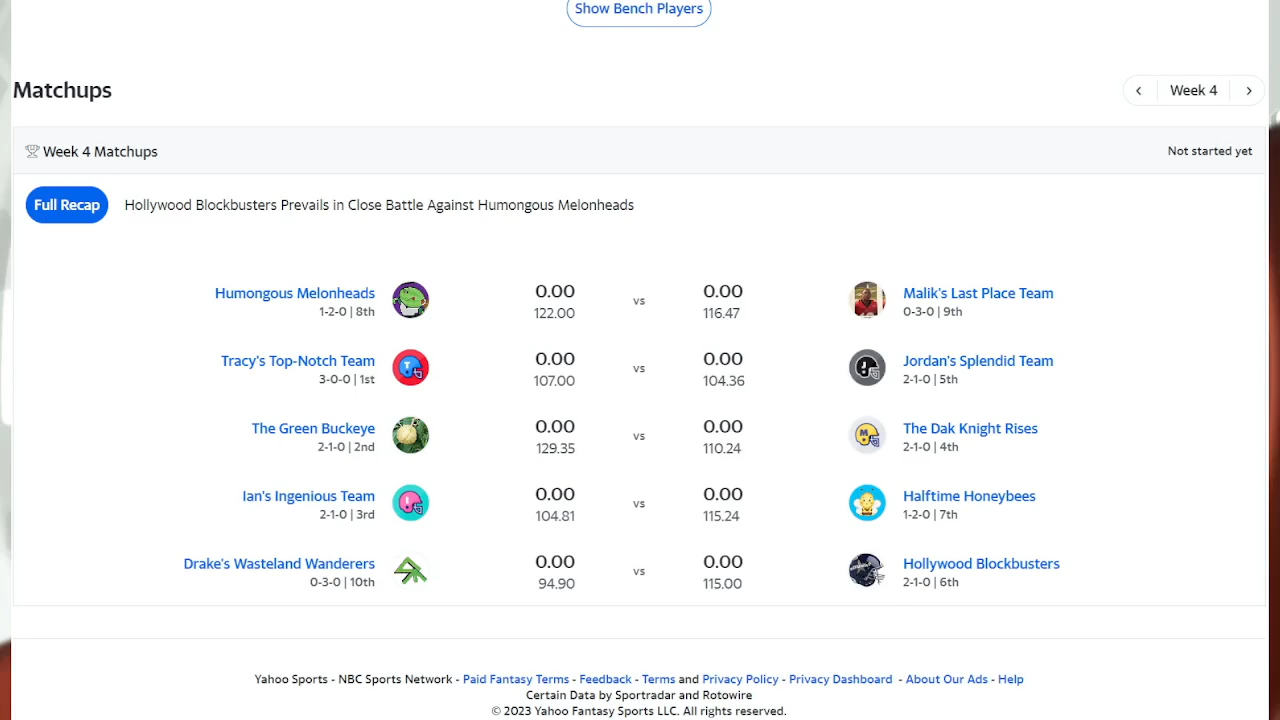 Show Bench Players
Matchups
‹ Week 4 ›
Week 4 Matchups Not started yet
Full Recap Hollywood Blockbusters Prevails in Close Battle Against Humongous Melonheads
Humongous Melonheads 0.00 vs 0.00 Malik's Last Place Team
1-2-0 | 8th 122.00 116.47 0-3-0 | 9th
Tracy's Top-Notch Team 0.00 vs 0.00 Jordan's Splendid Team
3-0-0 | 1st 107.00 104.36 2-1-0 | 5th
The Green Buckeye 0.00 vs 0.00 The Dak Knight Rises
2-1-0 | 2nd 129.35 110.24 2-1-0 | 4th
Ian's Ingenious Team 0.00 vs 0.00 Halftime Honeybees
2-1-0 | 3rd 104.81 115.24 1-2-0 | 7th
Drake's Wasteland Wanderers 0.00 vs 0.00 Hollywood Blockbusters
0-3-0 | 10th 94.90 115.00 2-1-0 | 6th
Yahoo Sports - NBC Sports Network - Paid Fantasy Terms - Feedback - Terms and Privacy Policy - Privacy Dashboard - About Our Ads - Help
Certain Data by Sportradar and Rotowire
© 2023 Yahoo Fantasy Sports LLC. All rights reserved.